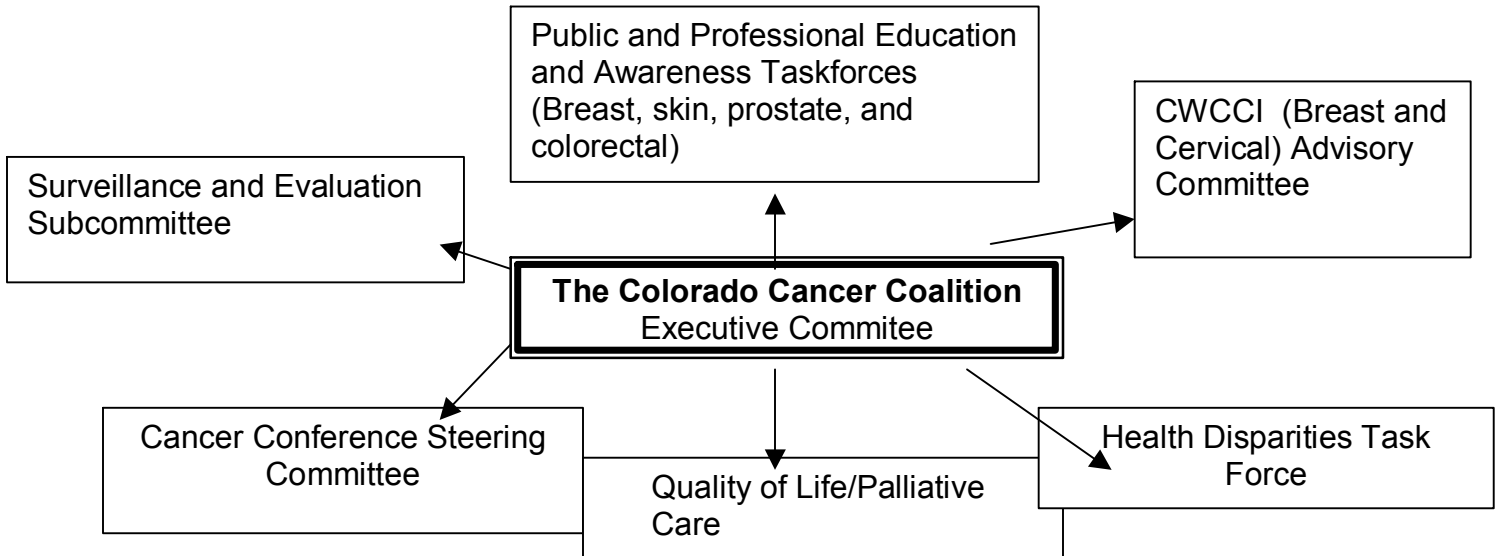 Public and Professional Education
and Awareness Taskforces
(Breast, skin, prostate, and
colorectal)
CWCCI (Breast and
Cervical) Advisory
Committee
Surveillance and Evaluation
Subcommittee
The Colorado Cancer Coalition
Executive Commitee
Cancer Conference Steering
Committee
Quality of Life/Palliative
Care
Health Disparities Task
Force